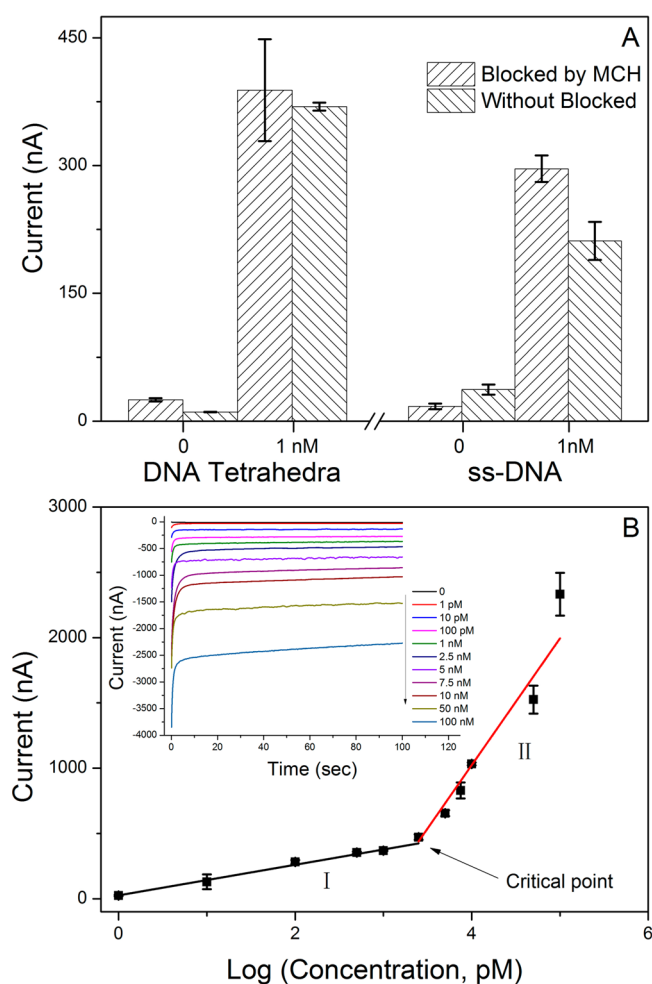 A
450
300
150
0
Current (nA)
Blocked by MCH
Without Blocked
0
1 nM
0
1nM
DNA Tetrahedra
ss-DNA
B
3000
2000
1000
0
Current (nA)
0
-500
-1000
-1500
-2000
-2500
-3000
-3500
-4000
Current (nA)
0
1 pM
10 pM
100 pM
1 nM
2.5 nM
5 nM
7.5 nM
10 nM
50 nM
100 nM
0 20 40 60 80 100 120
Time (sec)
I
II
Critical point
0 2 4 6
Log (Concentration, pM)